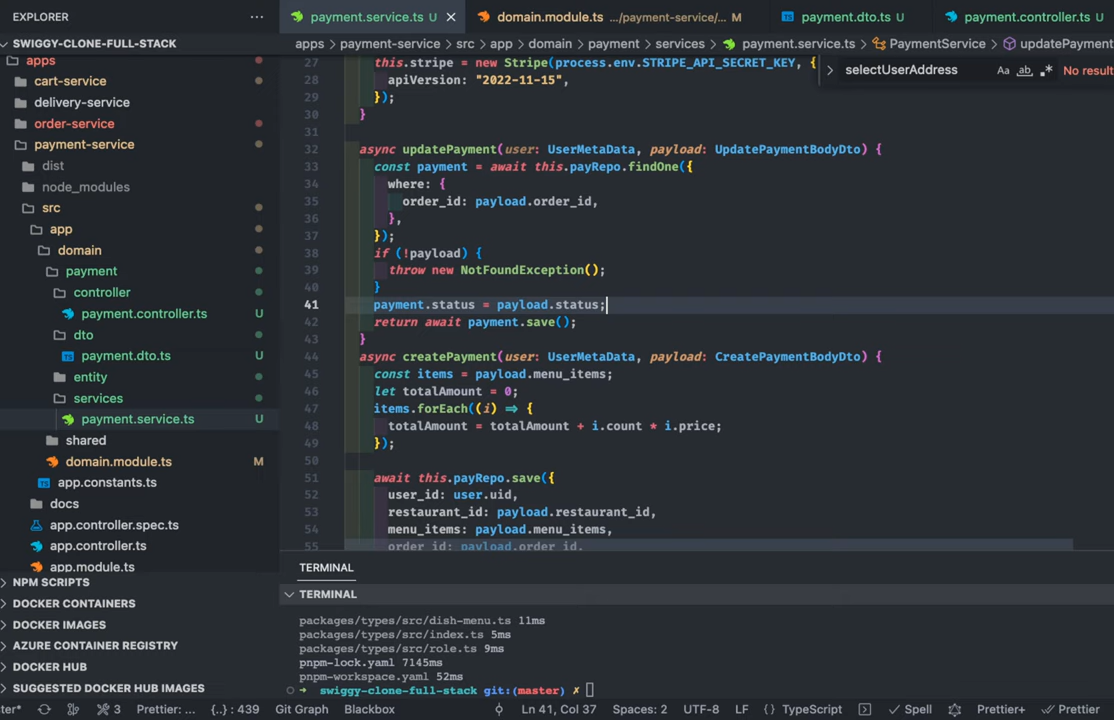 EXPLORER ···
SWIGGY-CLONE-FULL-STACK
apps
cart-service
delivery-service
order-service
payment-service
dist
node_modules
src
app
domain
payment
controller
payment.controller.ts U
dto
TS payment.dto.ts U
entity
services
payment.service.ts U
shared
domain.module.ts M
app.constants.ts
docs
app.controller.spec.ts
app.controller.ts
app.module.ts
NPM SCRIPTS
DOCKER CONTAINERS
DOCKER IMAGES
AZURE CONTAINER REGISTRY
DOCKER HUB
SUGGESTED DOCKER HUB IMAGES
payment.service.ts U
domain.module.ts .../payment-service/... M
TS payment.dto.ts U
payment.controller.ts U
apps > payment-service > src > app > domain > payment > services > payment.service.ts > PaymentService > updatePayment
selectUserAddress Aa ab No result
27 this.stripe = new Stripe(process.env.STRIPE_API_SECRET_KEY, {
28 apiVersion: "2022-11-15",
29 });
30 }
31
32 async updatePayment(user: UserMetaData, payload: UpdatePaymentBodyDto) {
33 const payment = await this.payRepo.findOne({
34 where: {
35 order_id: payload.order_id,
36 },
37 });
38 if (!payload) {
39 throw new NotFoundException();
40 }
41 payment.status = payload.status;
42 return await payment.save();
43 }
44 async createPayment(user: UserMetaData, payload: CreatePaymentBodyDto) {
45 const items = payload.menu_items;
46 let totalAmount = 0;
47 items.forEach((i) => {
48 totalAmount = totalAmount + i.count * i.price;
49 });
50
51 await this.payRepo.save({
52 user_id: user.uid,
53 restaurant_id: payload.restaurant_id,
54 menu_items: payload.menu_items,
55 order_id: payload.order_id,
TERMINAL
TERMINAL
packages/types/src/dish-menu.ts 11ms
packages/types/src/index.ts 5ms
packages/types/src/role.ts 9ms
pnpm-lock.yaml 7145ms
pnpm-workspace.yaml 52ms
➜ swiggy-clone-full-stack git:(master) ✗
ter* 3 Prettier: ... {..} : 439 Git Graph Blackbox Ln 41, Col 37 Spaces: 2 UTF-8 LF {} TypeScript Spell Prettier+ Prettier